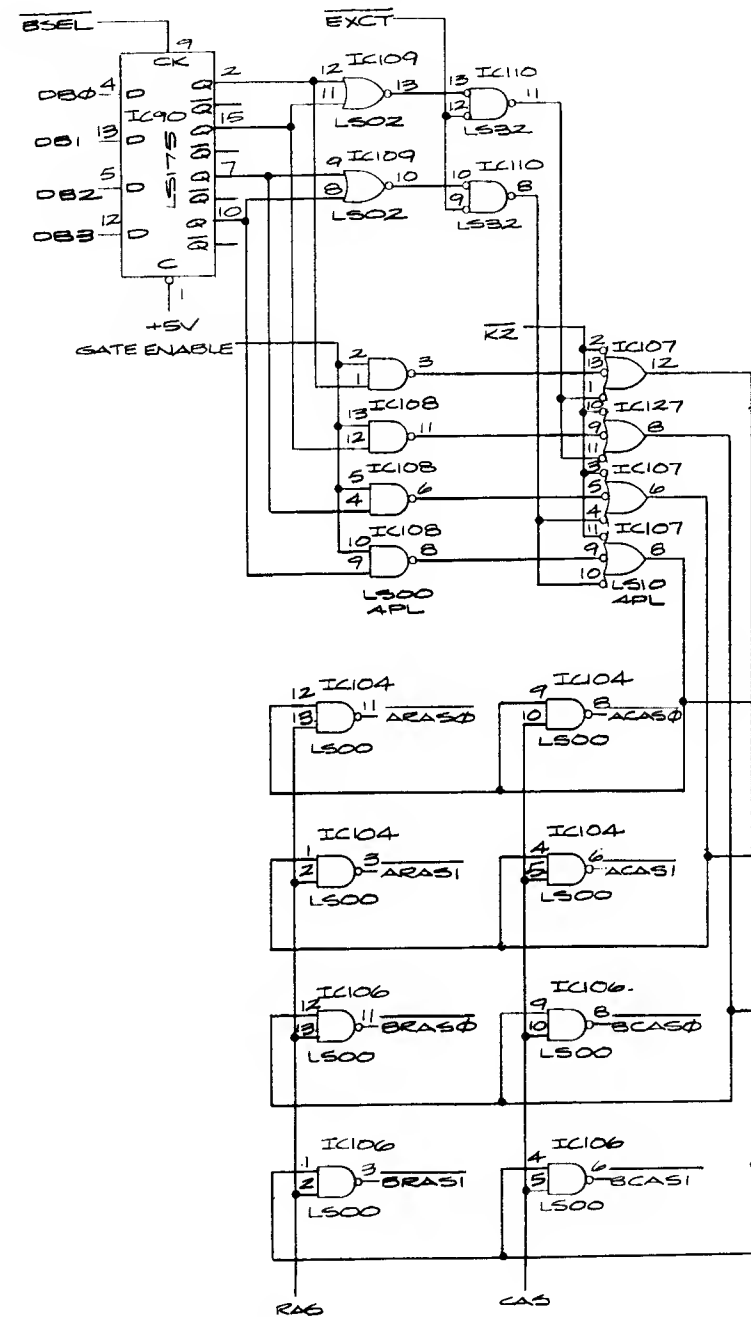 BSEL
EXCT
9
CK
2
DBØ 4 D
Q
Q
IC90
LS175
15
DB1 13 D
Q
Q
7
DB2 5 D
Q
Q
10
DB3 12 D
Q
Q
C
1
+5V
12 IC109
11
13
LS02
13 IC110
12
11
LS32
9 IC109
8
10
LS02
10 IC110
9
8
LS32
GATE ENABLE
K2
2
1
3
IC108
13
12
11
IC108
5
4
6
IC108
10
9
8
LS00
APL
2 IC107
13
1
12
10 IC127
9
11
8
3 IC107
5
4
6
11 IC107
9
10
8
LS10
APL
12 IC104
13
11
ARASØ
LS00
9 IC104
10
8
ACASØ
LS00
IC104
1
2
3
ARAS1
LS00
IC104
4
5
6
ACAS1
LS00
IC106
12
13
11
BRASØ
LS00
IC106.
9
10
8
BCASØ
LS00
IC106
1
2
3
BRAS1
LS00
IC106
4
5
6
BCAS1
LS00
RAS
CAS